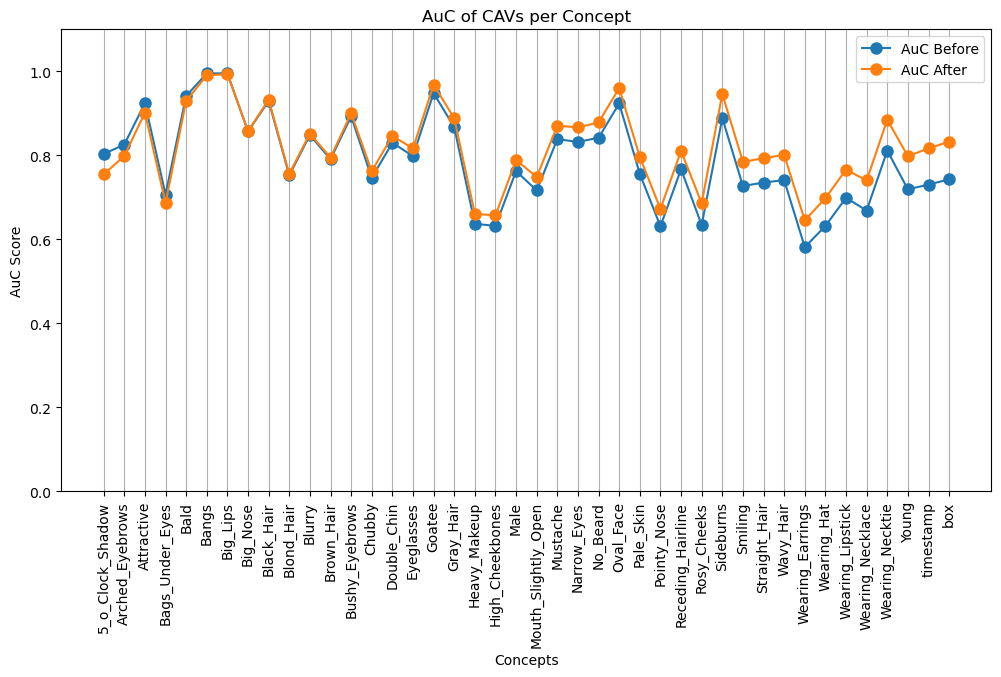 AuC of CAVs per Concept
AuC Before
AuC After
AuC Score
1.0
0.8
0.6
0.4
0.2
0.0
5_o_Clock_Shadow
Arched_Eyebrows
Attractive
Bags_Under_Eyes
Bald
Bangs
Big_Lips
Big_Nose
Black_Hair
Blond_Hair
Blurry
Brown_Hair
Bushy_Eyebrows
Chubby
Double_Chin
Eyeglasses
Goatee
Gray_Hair
Heavy_Makeup
High_Cheekbones
Male
Mouth_Slightly_Open
Mustache
Narrow_Eyes
No_Beard
Oval_Face
Pale_Skin
Pointy_Nose
Receding_Hairline
Rosy_Cheeks
Sideburns
Smiling
Straight_Hair
Wavy_Hair
Wearing_Earrings
Wearing_Hat
Wearing_Lipstick
Wearing_Necklace
Wearing_Necktie
Young
timestamp
box
Concepts